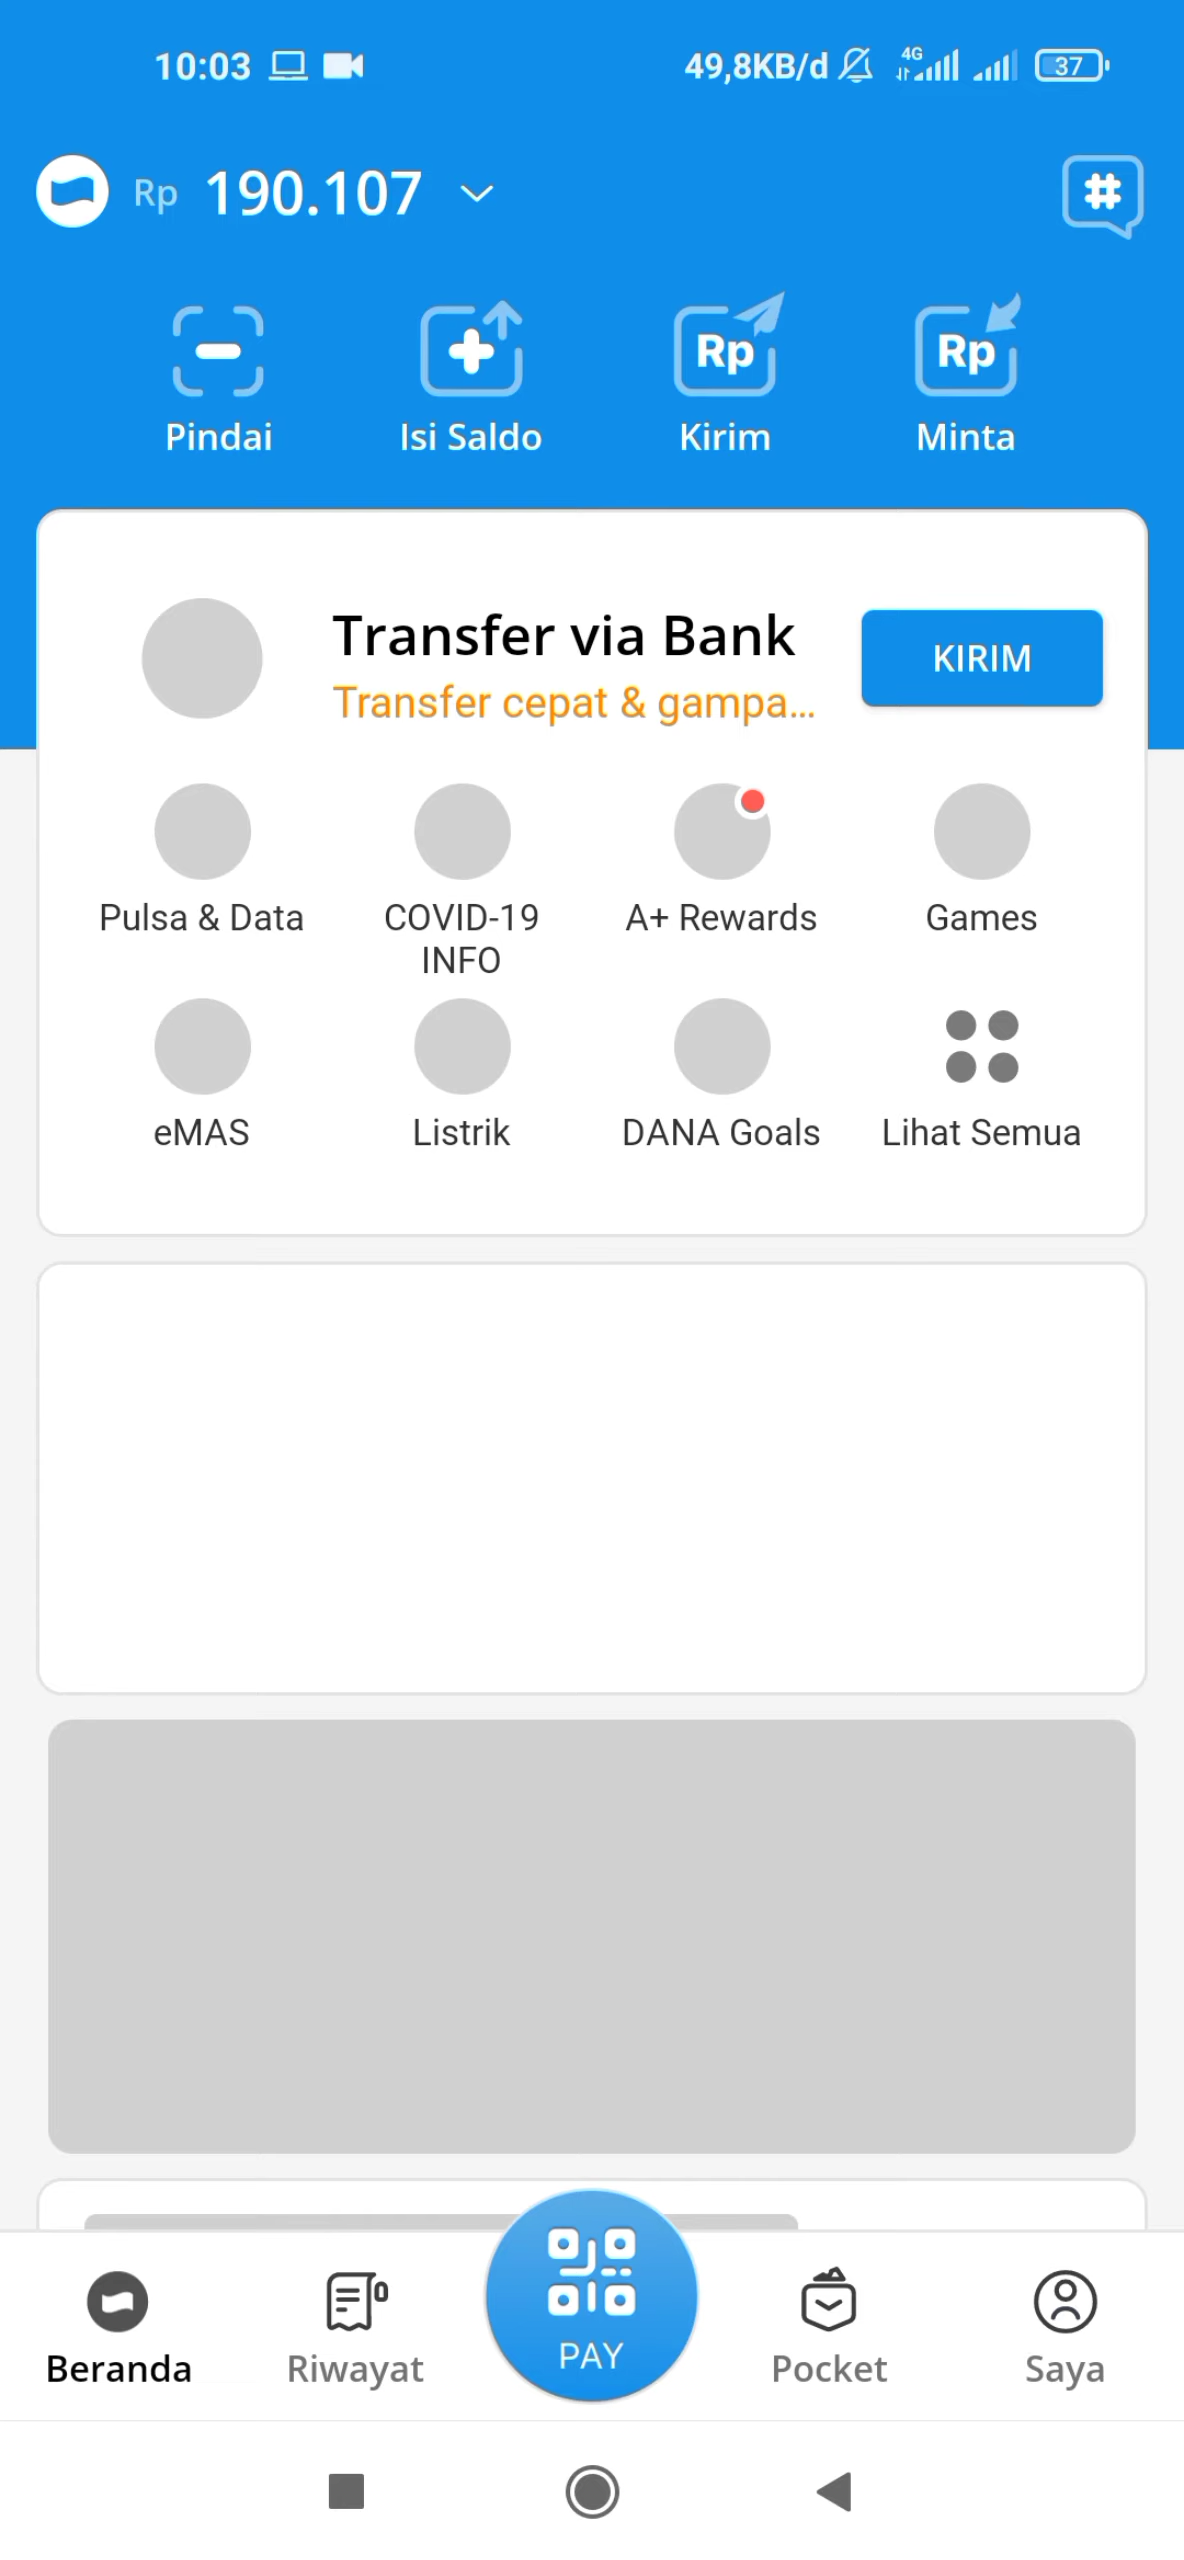 10:03 49,8KB/d 4G 37
Rp 190.107
Pindai Isi Saldo Kirim Minta
Transfer via Bank
Transfer cepat & gampa...
KIRIM
Pulsa & Data COVID-19 INFO A+ Rewards Games
eMAS Listrik DANA Goals Lihat Semua
PAY
Beranda Riwayat Pocket Saya